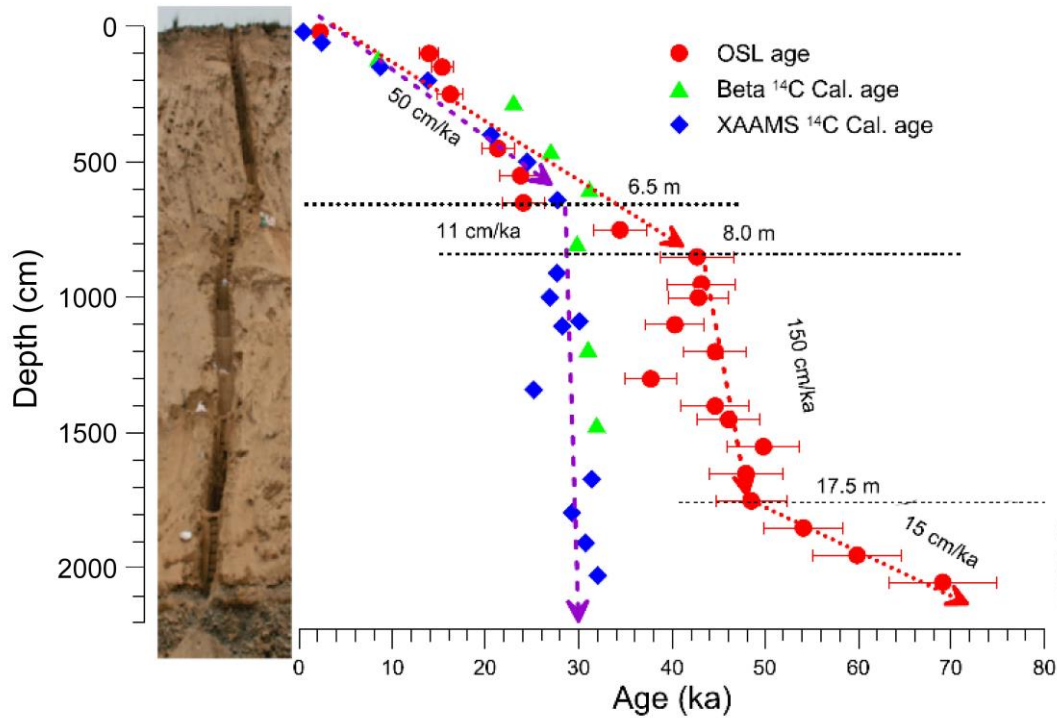 0
500
1000
1500
2000
Depth (cm)
OSL age
Beta ¹⁴C Cal. age
XAAMS ¹⁴C Cal. age
50 cm/ka
6.5 m
11 cm/ka
8.0 m
150 cm/ka
17.5 m
15 cm/ka
0 10 20 30 40 50 60 70 80
Age (ka)